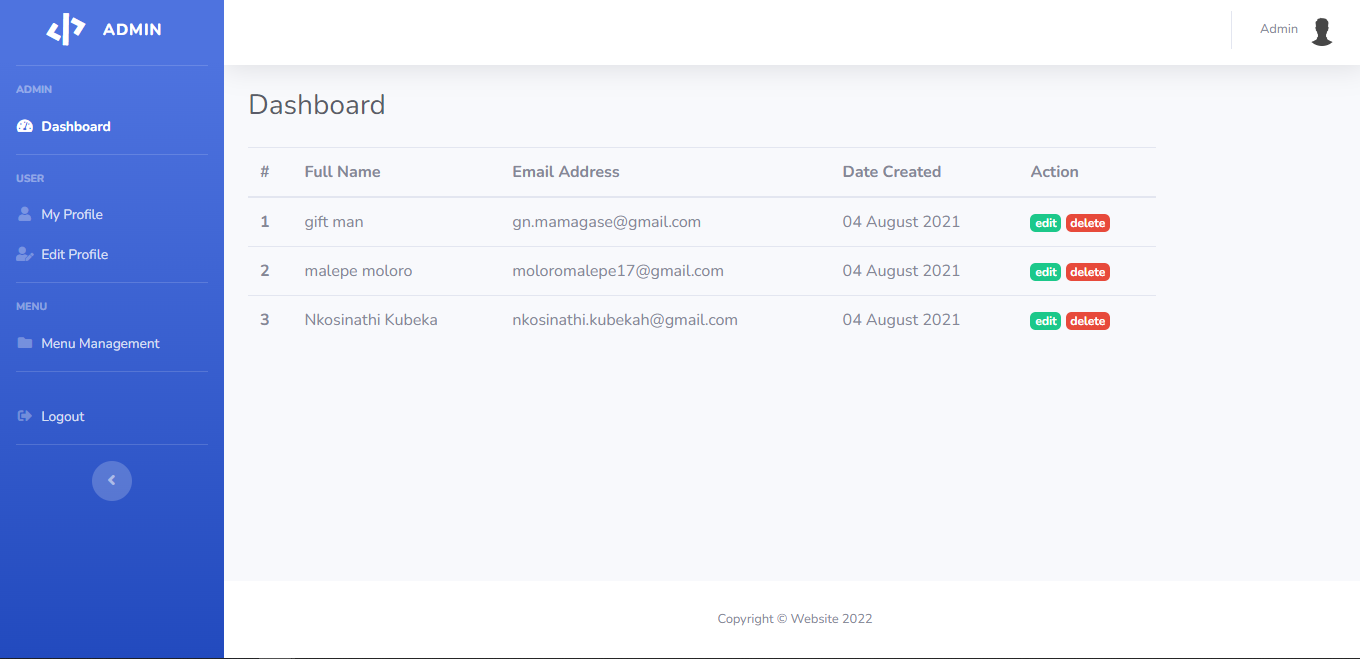 ADMIN
Admin
ADMIN
Dashboard
USER
My Profile
Edit Profile
MENU
Menu Management
Logout
Dashboard
# Full Name Email Address Date Created Action
1 gift man gn.mamagase@gmail.com 04 August 2021 edit delete
2 malepe moloro moloromalepe17@gmail.com 04 August 2021 edit delete
3 Nkosinathi Kubeka nkosinathi.kubekah@gmail.com 04 August 2021 edit delete
Copyright © Website 2022